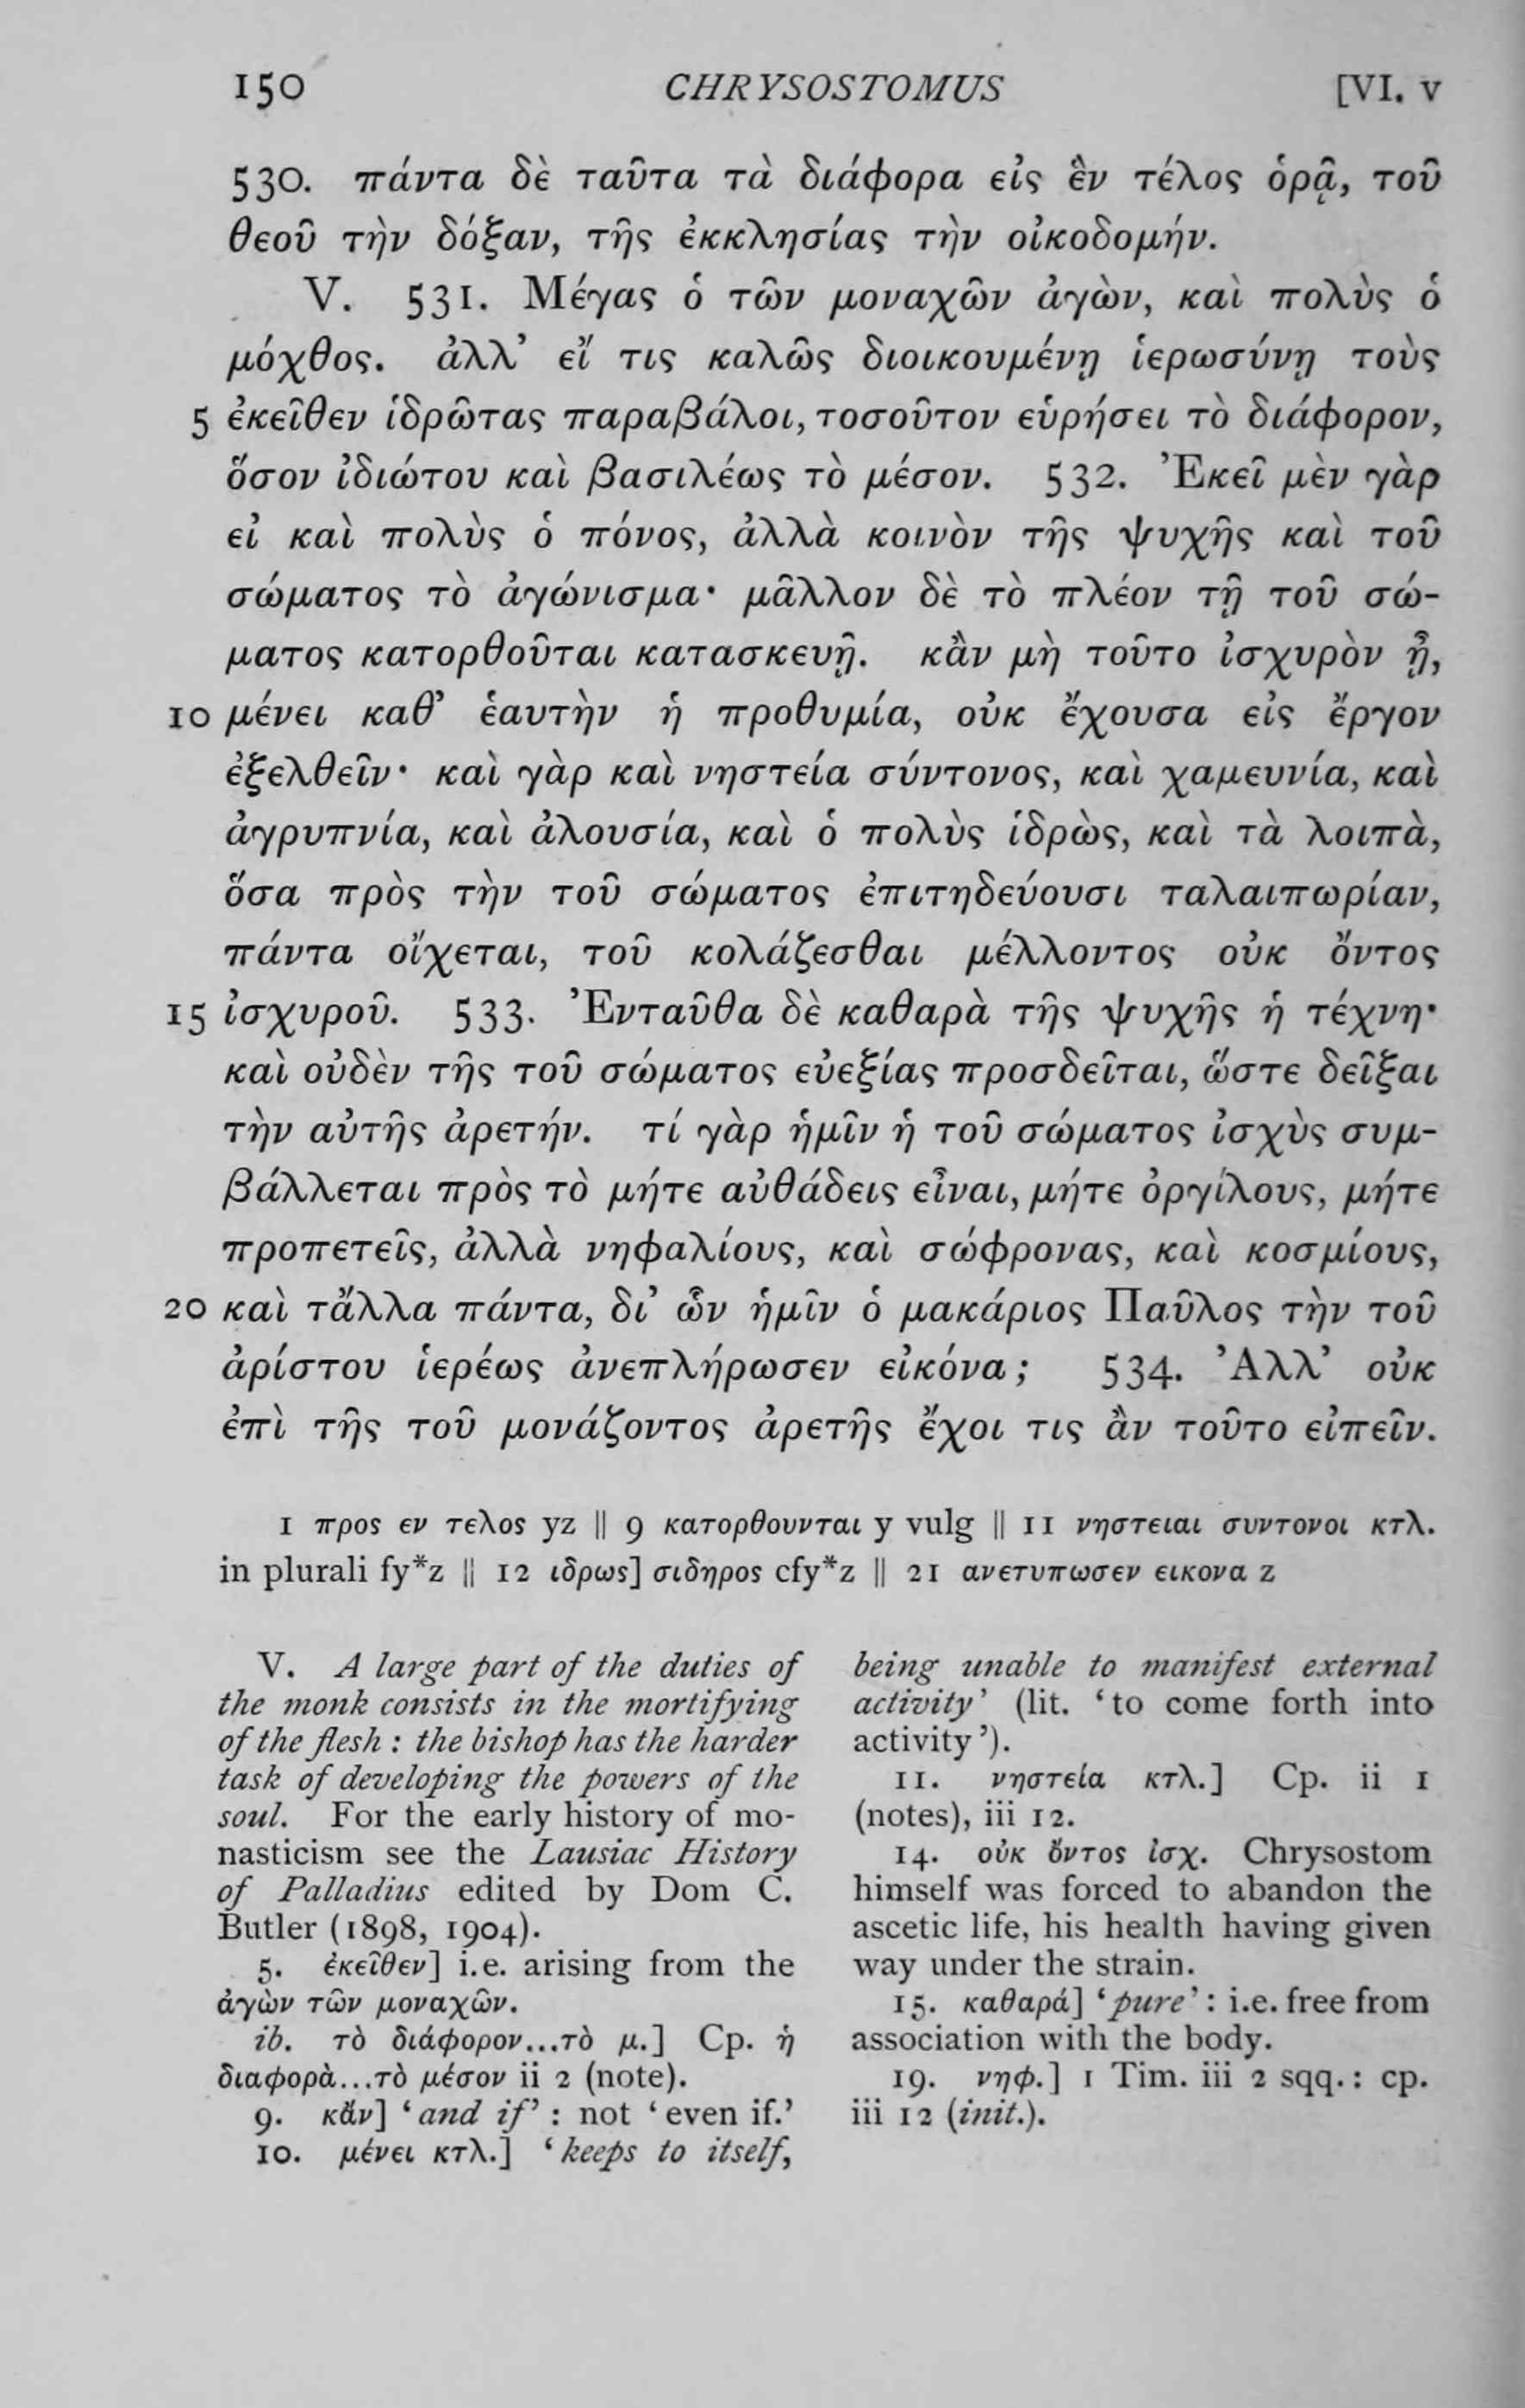 150 CHRYSOSTOMUS [VI. v
530. πάντα δὲ ταῦτα τὰ διάφορα εἰς ἓν τέλος ὁρᾷ, τοῦ
θεοῦ τὴν δόξαν, τῆς ἐκκλησίας τὴν οἰκοδομήν.
V. 531. Μέγας ὁ τῶν μοναχῶν ἀγὼν, καὶ πολὺς ὁ
μόχθος. ἀλλ’ εἴ τις καλῶς διοικουμένῃ ἱερωσύνῃ τοὺς
5 ἐκεῖθεν ἱδρῶτας παραβάλοι, τοσοῦτον εὑρήσει τὸ διάφορον,
ὅσον ἰδιώτου καὶ βασιλέως τὸ μέσον. 532. Ἐκεῖ μὲν γὰρ
εἰ καὶ πολὺς ὁ πόνος, ἀλλὰ κοινὸν τῆς ψυχῆς καὶ τοῦ
σώματος τὸ ἀγώνισμα· μᾶλλον δὲ τὸ πλέον τῇ τοῦ σώ-
ματος κατορθοῦται κατασκευῇ. κἂν μὴ τοῦτο ἰσχυρὸν ᾖ,
10 μένει καθ’ ἑαυτὴν ἡ προθυμία, οὐκ ἔχουσα εἰς ἔργον
ἐξελθεῖν· καὶ γὰρ καὶ νηστεία σύντονος, καὶ χαμευνία, καὶ
ἀγρυπνία, καὶ ἀλουσία, καὶ ὁ πολὺς ἱδρὼς, καὶ τὰ λοιπὰ,
ὅσα πρὸς τὴν τοῦ σώματος ἐπιτηδεύουσι ταλαιπωρίαν,
πάντα οἴχεται, τοῦ κολάζεσθαι μέλλοντος οὐκ ὄντος
15 ἰσχυροῦ. 533. Ἐνταῦθα δὲ καθαρὰ τῆς ψυχῆς ἡ τέχνη·
καὶ οὐδὲν τῆς τοῦ σώματος εὐεξίας προσδεῖται, ὥστε δεῖξαι
τὴν αὐτῆς ἀρετήν. τί γὰρ ἡμῖν ἡ τοῦ σώματος ἰσχὺς συμ-
βάλλεται πρὸς τὸ μήτε αὐθάδεις εἶναι, μήτε ὀργίλους, μήτε
προπετεῖς, ἀλλὰ νηφαλίους, καὶ σώφρονας, καὶ κοσμίους,
20 καὶ τἄλλα πάντα, δι’ ὧν ἡμῖν ὁ μακάριος Παῦλος τὴν τοῦ
ἀρίστου ἱερέως ἀνεπλήρωσεν εἰκόνα; 534. Ἀλλ’ οὐκ
ἐπὶ τῆς τοῦ μονάζοντος ἀρετῆς ἔχοι τις ἂν τοῦτο εἰπεῖν.
1 προς εν τελος yz || 9 κατορθουνται y vulg || 11 νηστειαι συντονοι κτλ.
in plurali fy*z || 12 ιδρως] σιδηρος cfy*z || 21 ανετυπωσεν εικονα z
V. A large part of the duties of
the monk consists in the mortifying
of the flesh : the bishop has the harder
task of developing the powers of the
soul. For the early history of mo-
nasticism see the Lausiac History
of Palladius edited by Dom C.
Butler (1898, 1904).
5. ἐκεῖθεν] i.e. arising from the
ἀγὼν τῶν μοναχῶν.
ib. τὸ διάφορον...τὸ μ.] Cp. ἡ
διαφορὰ...τὸ μέσον ii 2 (note).
9. κἄν] ‘and if’ : not ‘even if.’
10. μένει κτλ.] ‘keeps to itself,
being unable to manifest external
activity’ (lit. ‘to come forth into
activity’).
11. νηστεία κτλ.] Cp. ii 1
(notes), iii 12.
14. οὐκ ὄντος ἰσχ. Chrysostom
himself was forced to abandon the
ascetic life, his health having given
way under the strain.
15. καθαρά] ‘pure’ : i.e. free from
association with the body.
19. νηφ.] 1 Tim. iii 2 sqq.: cp.
iii 12 (init.).